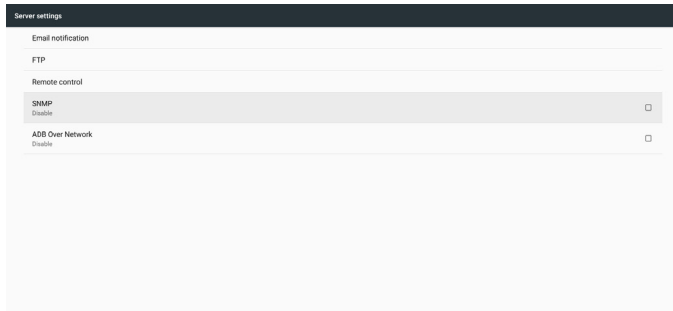 Server settings
Email notification
FTP
Remote control
SNMP
Disable
ADB Over Network
Disable